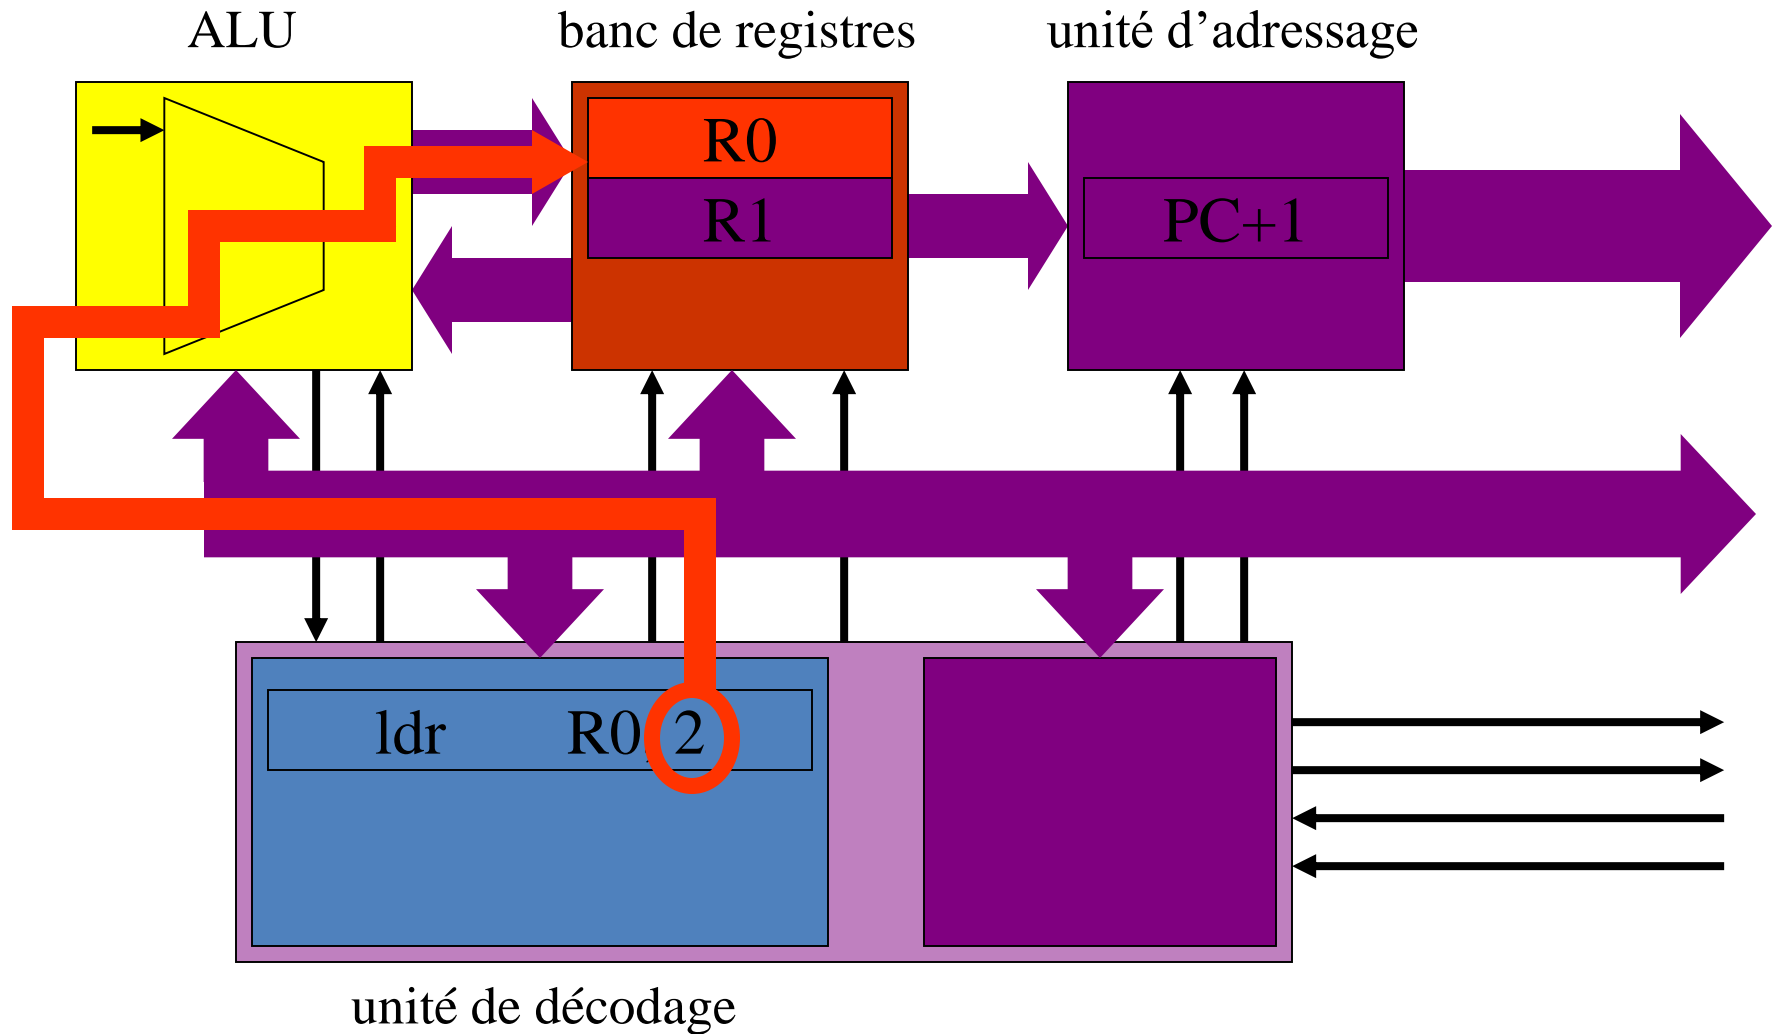 ALU
banc de registres
unité d’adressage
R0
R1
PC+1
ldr R0, 2
unité de décodage